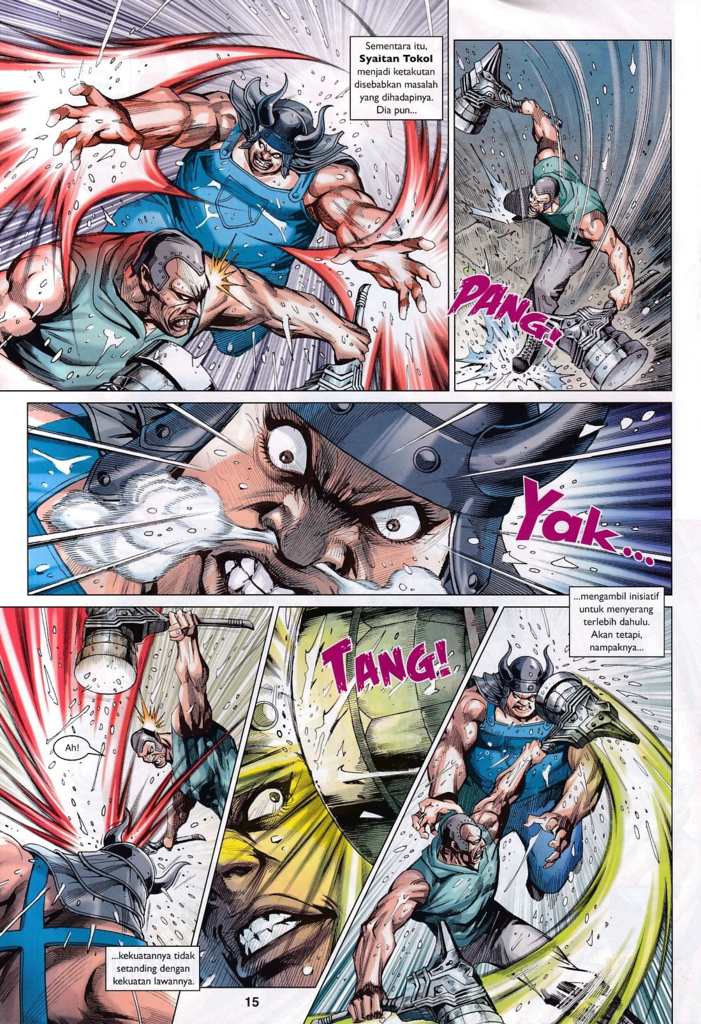 Sementara itu,
Syaitan Tokol
menjadi ketakutan
disebabkan masalah
yang dihadapinya.
Dia pun...
PANG!
Yak...
...mengambil inisiatif
untuk menyerang
terlebih dahulu.
Akan tetapi,
nampaknya...
Ah!
TANG!
...kekuatannya tidak
setanding dengan
kekuatan lawannya.
15